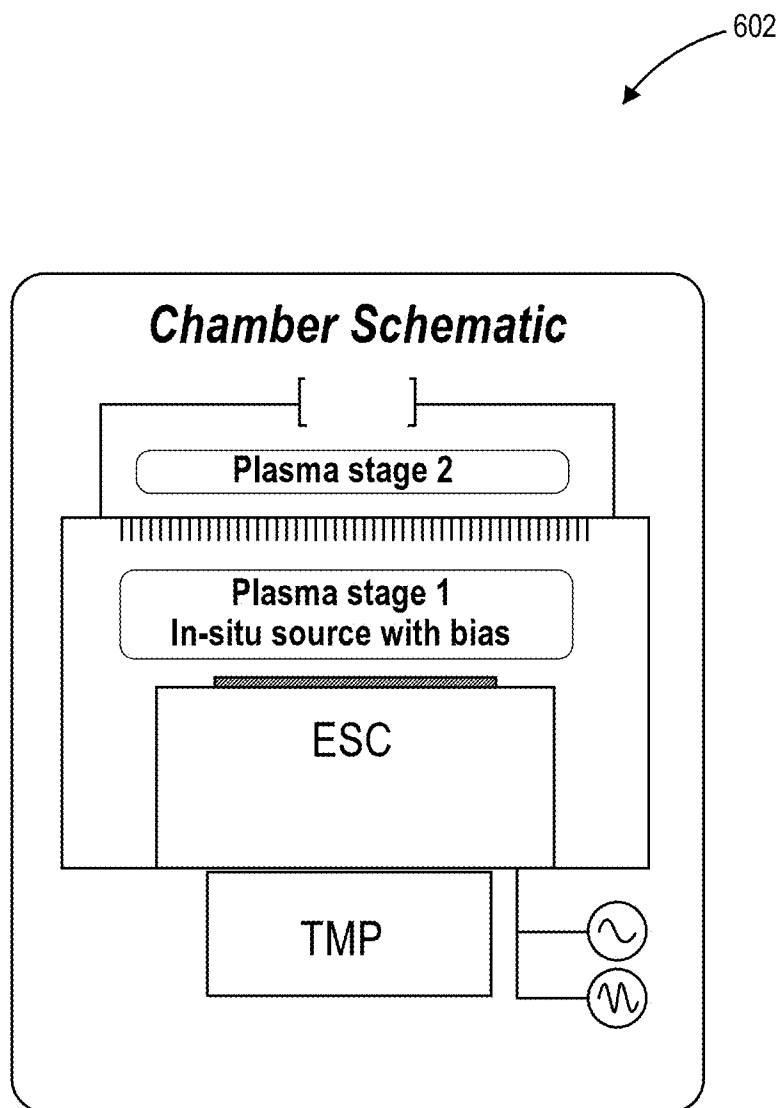 602
Chamber Schematic
Plasma stage 2
Plasma stage 1
In-situ source with bias
ESC
TMP